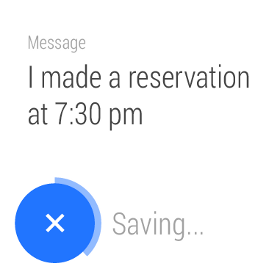 Message
I made a reservation
at 7:30 pm
Saving...